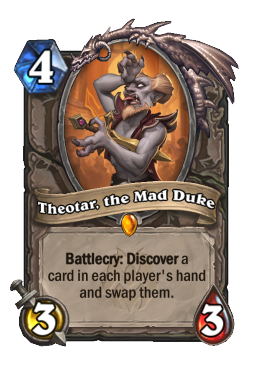 4
Theotar, the Mad Duke
Battlecry: Discover a
card in each player's hand
and swap them.
3 3